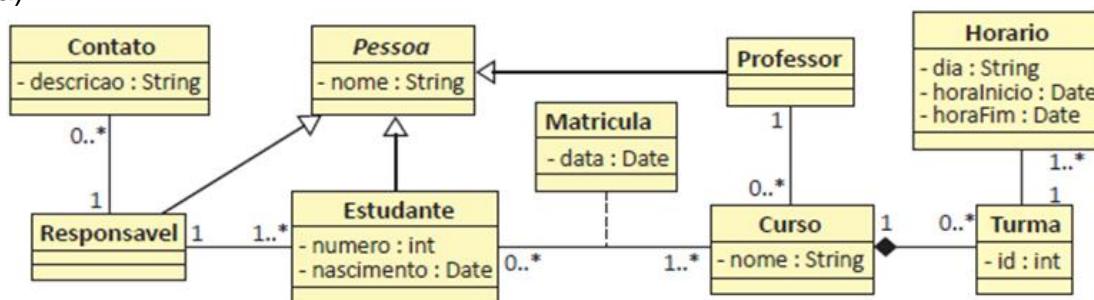 Contato
- descricao : String
0..*
1
Responsavel
1
1..*
Pessoa
- nome : String
Estudante
- numero : int
- nascimento : Date
0..*
1..*
Matricula
- data : Date
Professor
1
0..*
Curso
- nome : String
1
0..*
Horario
- dia : String
- horaInicio : Date
- horaFim : Date
1..*
1
Turma
- id : int